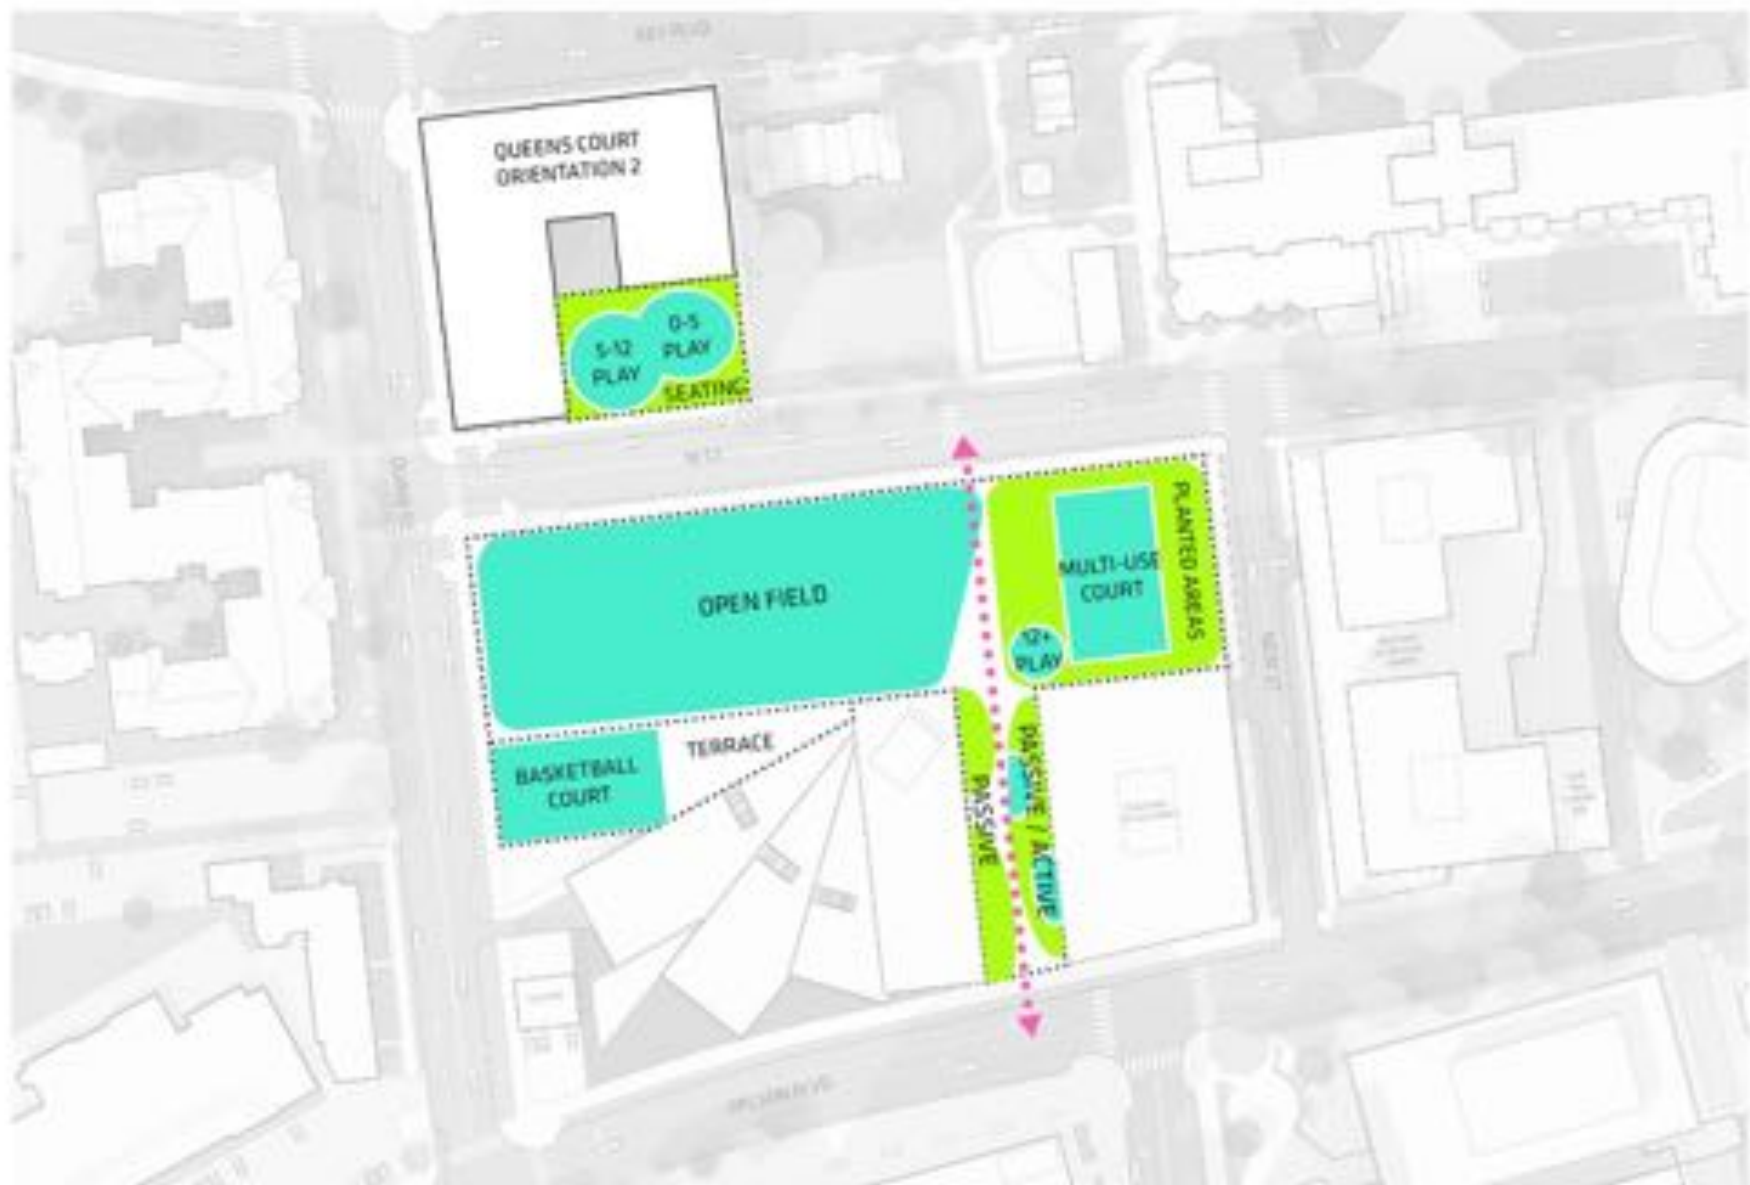 QUEENS COURT
ORIENTATION 2
0-5
PLAY
5-12
PLAY
SEATING
OPEN FIELD
MULTI-USE
COURT
PLANTED AREAS
12+
PLAY
BASKETBALL
COURT
TERRACE
PASSIVE
PASSIVE / ACTIVE